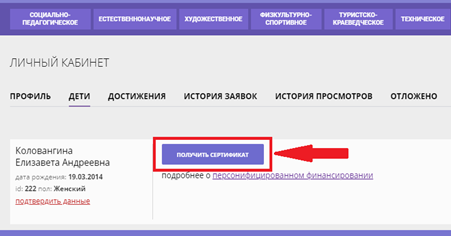 СОЦИАЛЬНО-ПЕДАГОГИЧЕСКОЕ
ЕСТЕСТВЕННОНАУЧНОЕ
ХУДОЖЕСТВЕННОЕ
ФИЗКУЛЬТУРНО-СПОРТИВНОЕ
ТУРИСТСКО-КРАЕВЕДЧЕСКОЕ
ТЕХНИЧЕСКОЕ
ЛИЧНЫЙ КАБИНЕТ
ПРОФИЛЬ ДЕТИ ДОСТИЖЕНИЯ ИСТОРИЯ ЗАЯВОК ИСТОРИЯ ПРОСМОТРОВ ОТЛОЖЕНО
Коловангина
Елизавета Андреевна
дата рождения: 19.03.2014
id: 222 пол: Женский
подтвердить данные
ПОЛУЧИТЬ СЕРТИФИКАТ
подробнее о персонифицированном финансировании